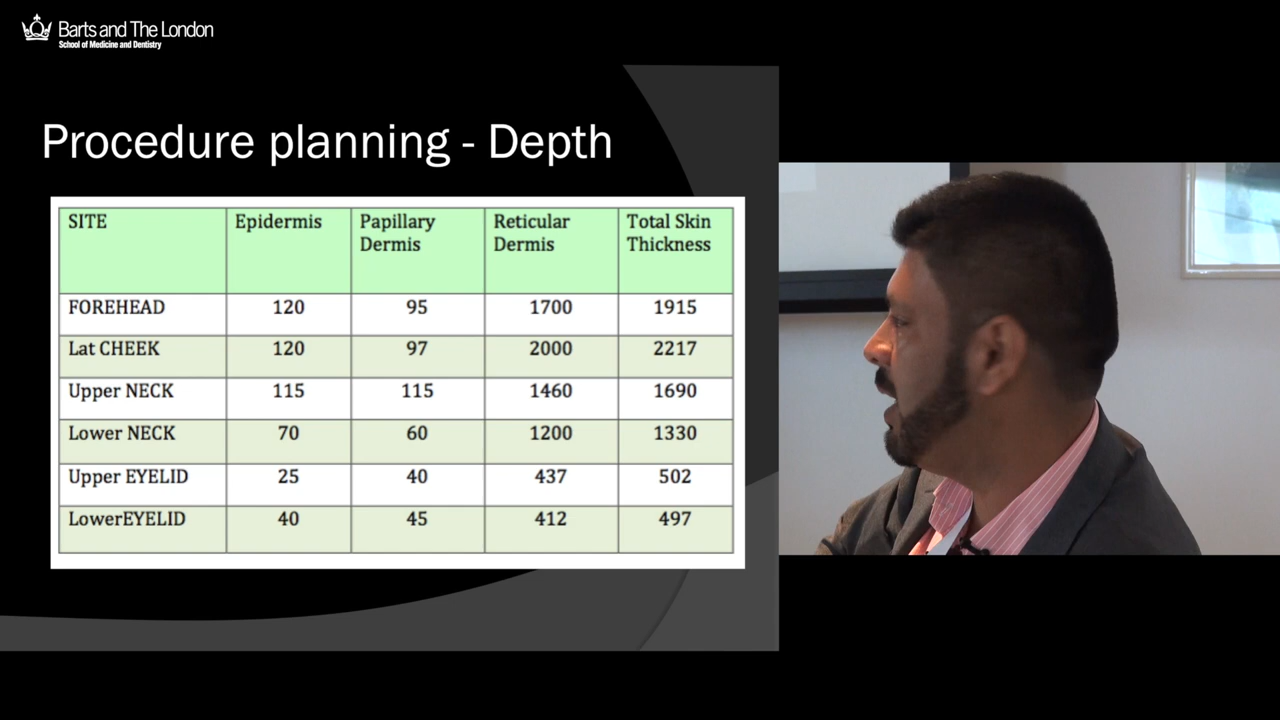 Barts and The London
School of Medicine and Dentistry
Procedure planning - Depth
SITE Epidermis Papillary Dermis Reticular Dermis Total Skin Thickness
FOREHEAD 120 95 1700 1915
Lat CHEEK 120 97 2000 2217
Upper NECK 115 115 1460 1690
Lower NECK 70 60 1200 1330
Upper EYELID 25 40 437 502
LowerEYELID 40 45 412 497